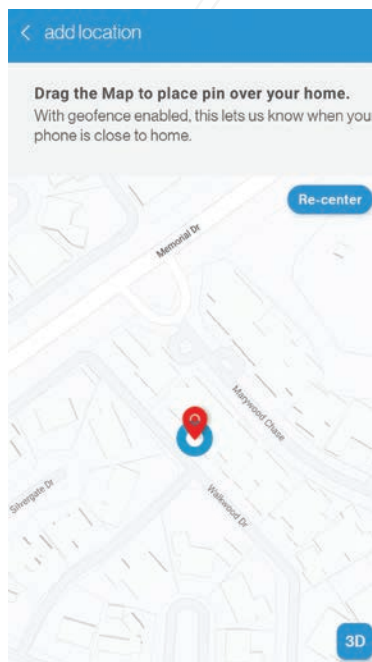 add location
Drag the Map to place pin over your home.
With geofence enabled, this lets us know when you
phone is close to home.
Re-center
Memorial Dr
Marywood Chase
Silvergate Dr
Walkwood Dr
3D